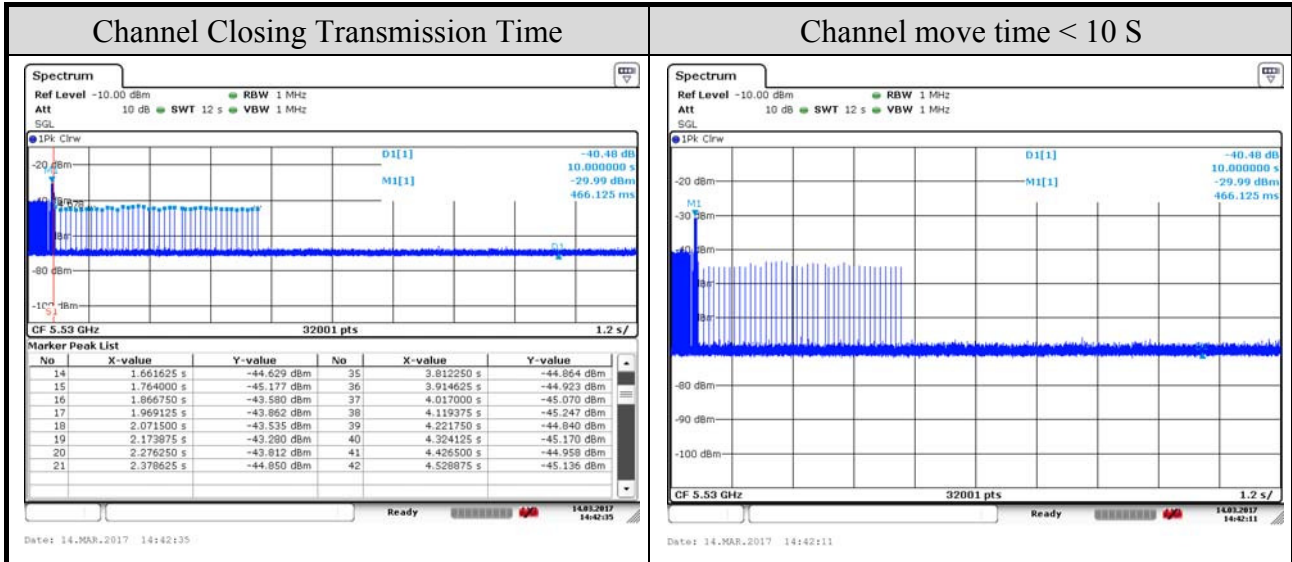 Channel Closing Transmission Time
Spectrum
Ref Level -10.00 dBm RBW 1 MHz
Att 10 dB SWT 12 s VBW 1 MHz
SGL
1Pk Clrw
D1[1] -40.48 dB
10.000000 s
M1[1] -29.99 dBm
466.125 ms
-20 dBm
-80 dBm
D1
S1
CF 5.53 GHz 32001 pts 1.2 s/
Marker Peak List
No X-value Y-value No X-value Y-value
14 1.661625 s -44.629 dBm 35 3.812250 s -44.864 dBm
15 1.764000 s -45.177 dBm 36 3.914625 s -44.923 dBm
16 1.866750 s -43.580 dBm 37 4.017000 s -45.070 dBm
17 1.969125 s -43.862 dBm 38 4.119375 s -45.247 dBm
18 2.071500 s -43.535 dBm 39 4.221750 s -44.840 dBm
19 2.173875 s -43.280 dBm 40 4.324125 s -45.170 dBm
20 2.276250 s -43.812 dBm 41 4.426500 s -44.958 dBm
21 2.378625 s -44.850 dBm 42 4.528875 s -45.136 dBm
Ready 14.03.2017
14:42:35
Date: 14.MAR.2017 14:42:35
Channel move time < 10 S
Spectrum
Ref Level -10.00 dBm RBW 1 MHz
Att 10 dB SWT 12 s VBW 1 MHz
SGL
1Pk Clrw
D1[1] -40.48 dB
10.000000 s
M1[1] -29.99 dBm
466.125 ms
-20 dBm
M1
-30 dBm
-40 dBm
-80 dBm
-90 dBm
-100 dBm
CF 5.53 GHz 32001 pts 1.2 s/
Ready 14.03.2017
14:42:11
Date: 14.MAR.2017 14:42:11